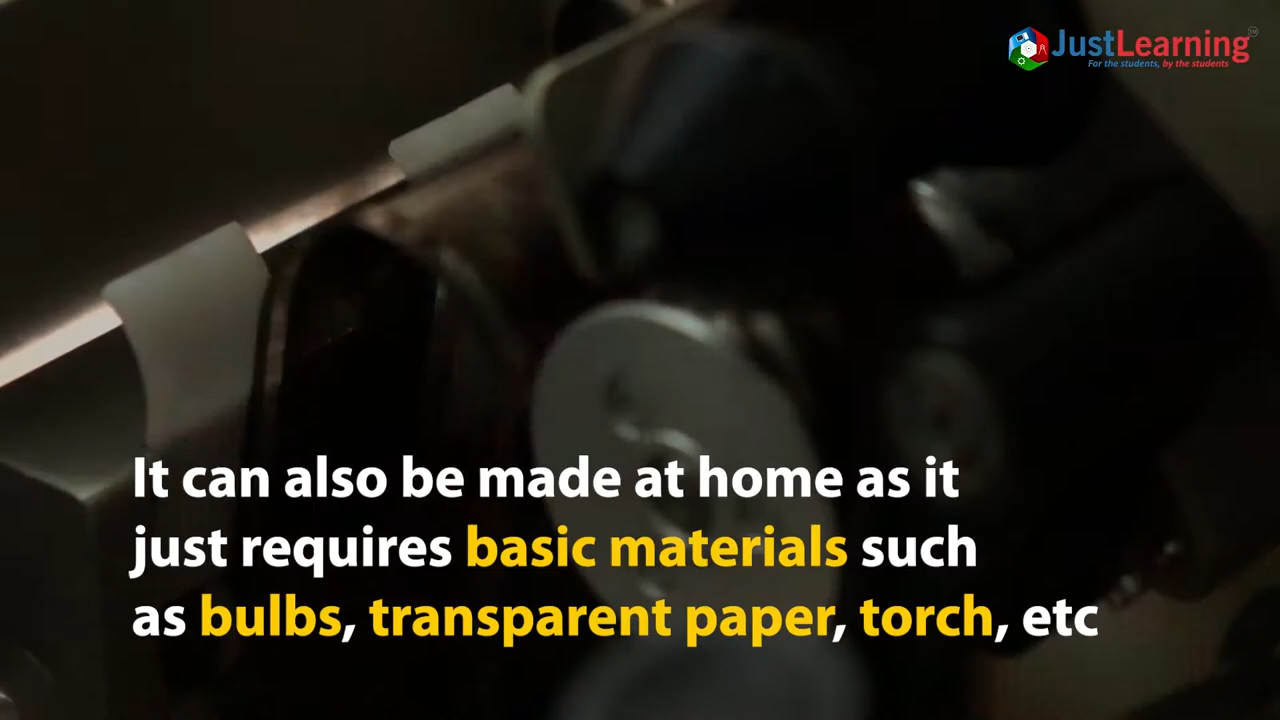 JustLearning
For the students, by the students
It can also be made at home as it
just requires basic materials such
as bulbs, transparent paper, torch, etc